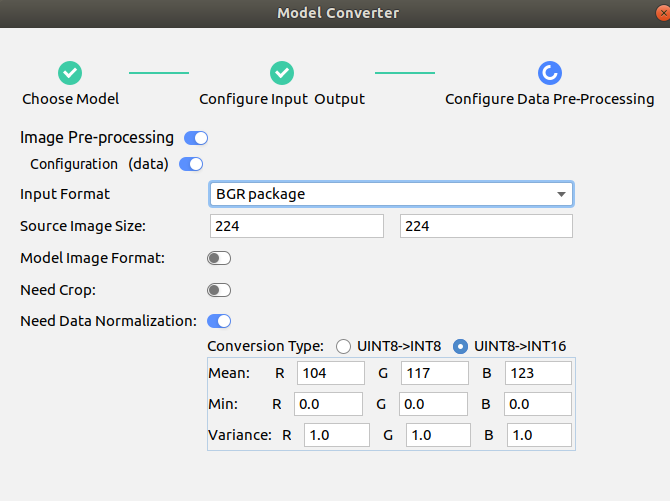 Model Converter
Choose Model Configure Input Output Configure Data Pre-Processing
Image Pre-processing
Configuration (data)
Input Format BGR package
Source Image Size: 224 224
Model Image Format:
Need Crop:
Need Data Normalization:
Conversion Type: UINT8->INT8 UINT8->INT16
Mean: R 104 G 117 B 123
Min: R 0.0 G 0.0 B 0.0
Variance: R 1.0 G 1.0 B 1.0